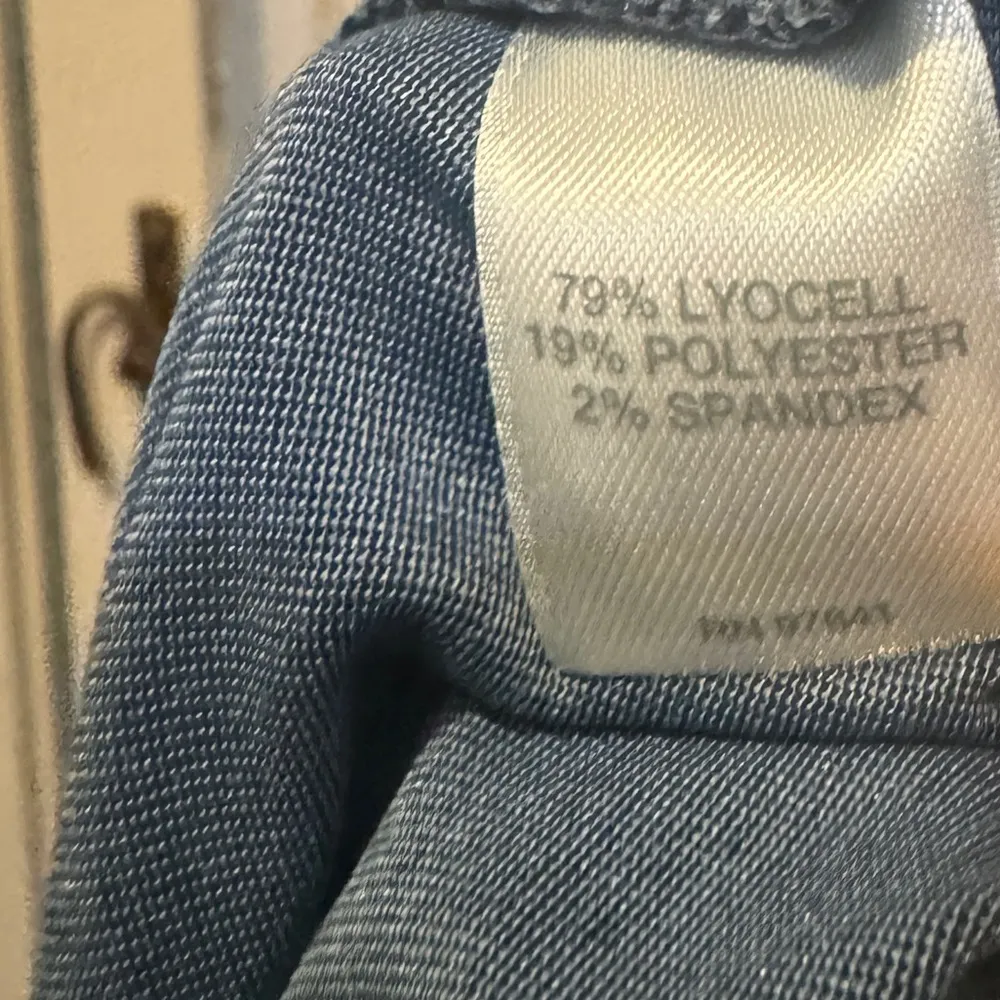 79% LYOCELL
19% POLYESTER
2% SPANDEX